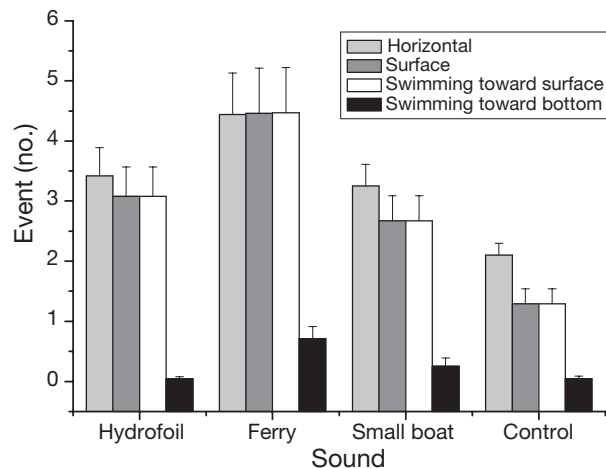 Horizontal
Surface
Swimming toward surface
Swimming toward bottom
Event (no.)
6
5
4
3
2
1
0
Hydrofoil Ferry Small boat Control
Sound